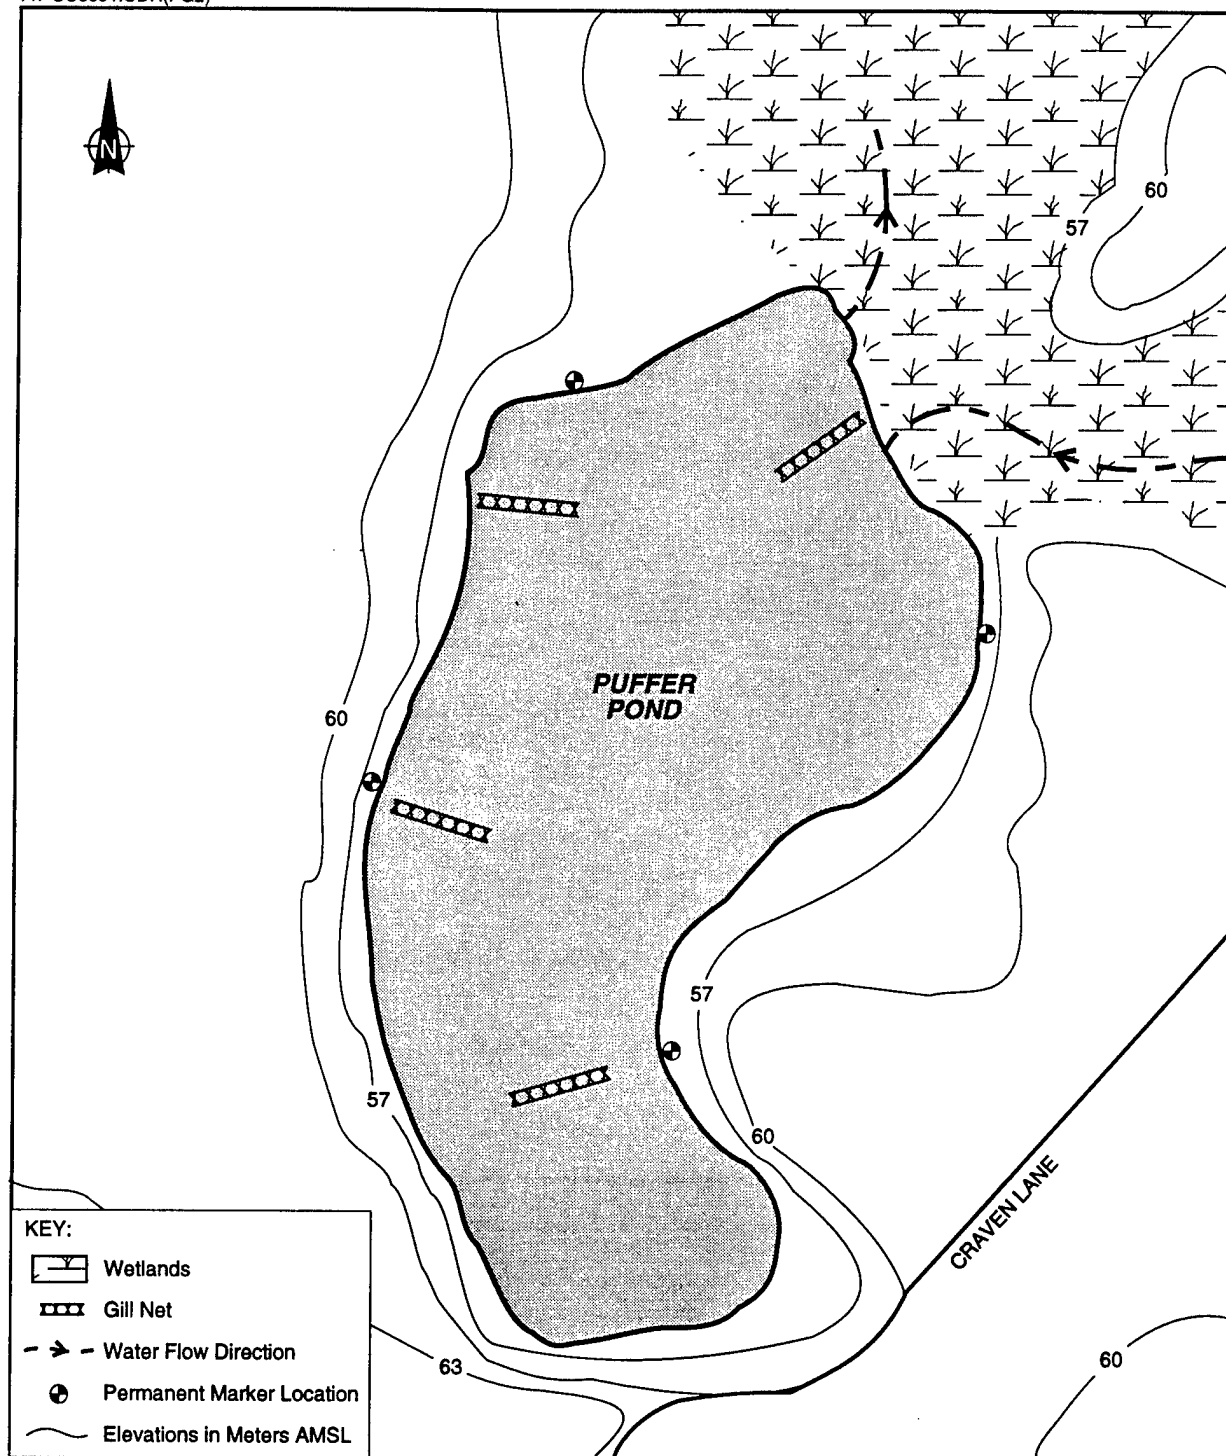 N
60
57
PUFFER
POND
60
57
57
60
CRAVEN LANE
KEY:
Wetlands
Gill Net
Water Flow Direction
Permanent Marker Location
Elevations in Meters AMSL
63
60